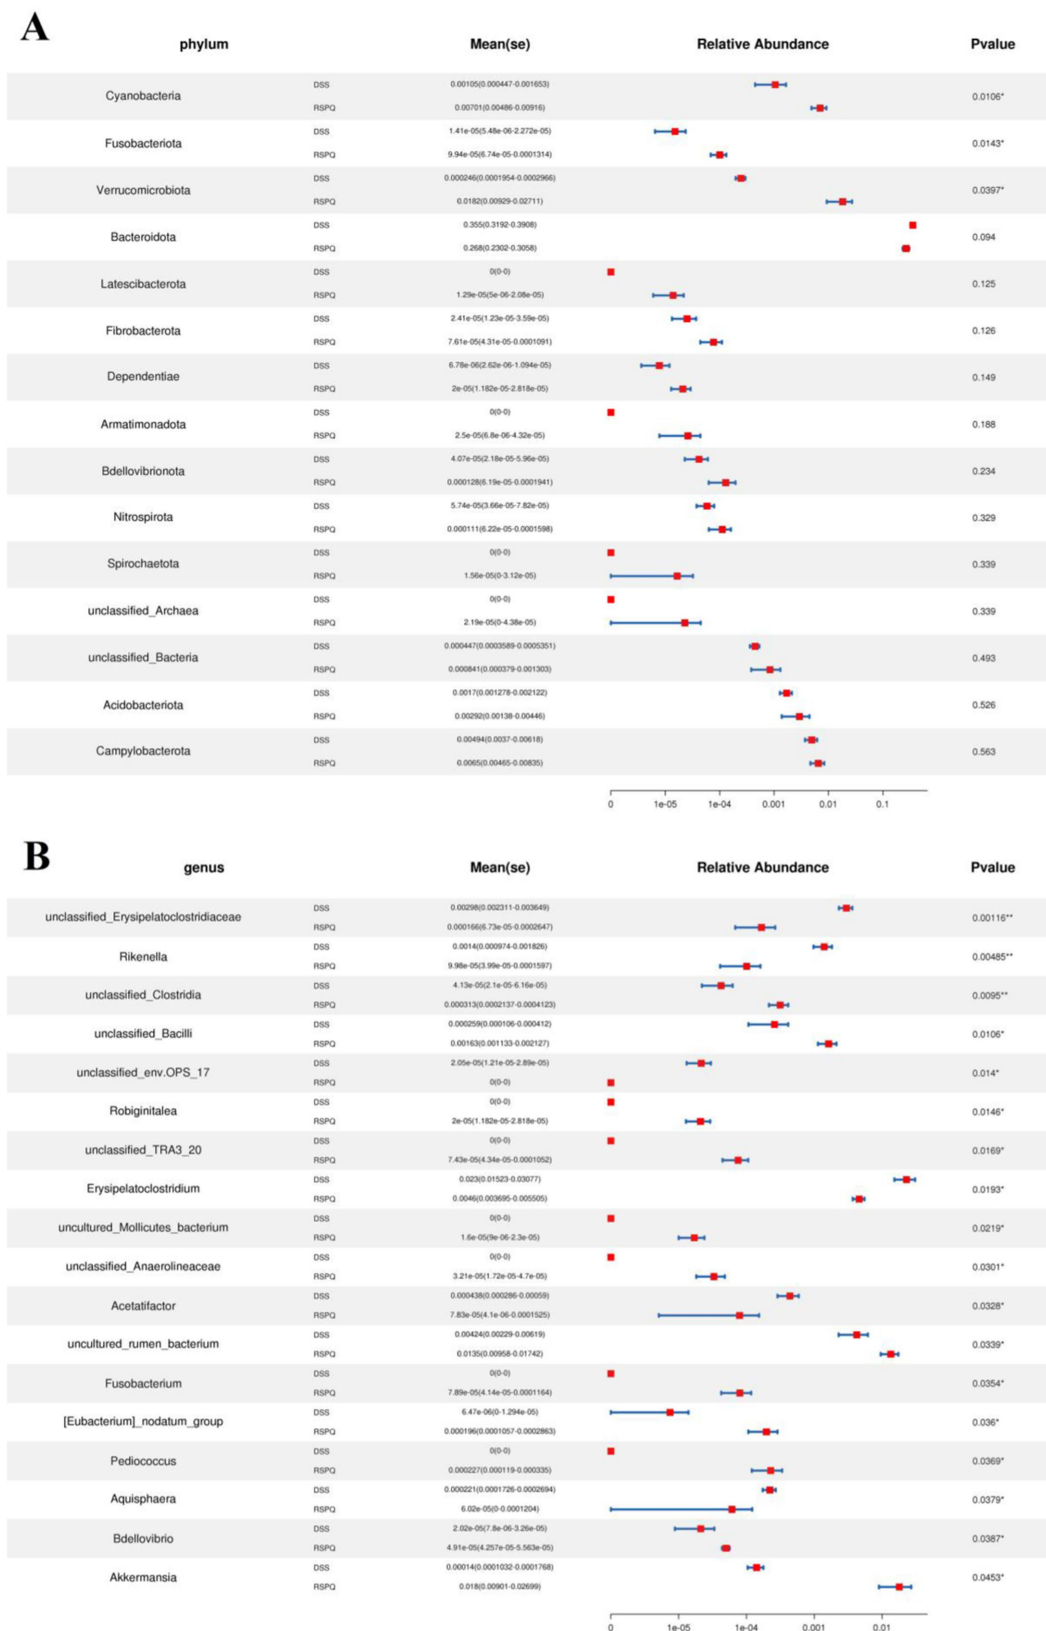 A
phylum Mean(se) Relative Abundance Pvalue
DSS 0.00105(0.000447-0.001653)
Cyanobacteria 0.0106*
RSPQ 0.00701(0.00486-0.00916)
DSS 1.41e-05(5.48e-06-2.272e-05)
Fusobacteriota 0.0143*
RSPQ 9.94e-05(6.74e-05-0.0001314)
DSS 0.000246(0.0001954-0.0002966)
Verrucomicrobiota 0.0397*
RSPQ 0.0182(0.00929-0.02711)
DSS 0.355(0.3192-0.3908)
Bacteroidota 0.094
RSPQ 0.268(0.2302-0.3058)
DSS 0(0-0)
Latescibacterota 0.125
RSPQ 1.29e-05(5e-06-2.08e-05)
DSS 2.41e-05(1.23e-05-3.59e-05)
Fibrobacterota 0.126
RSPQ 7.61e-05(4.31e-05-0.0001091)
DSS 6.78e-06(2.62e-06-1.094e-05)
Dependentiae 0.149
RSPQ 2e-05(1.182e-05-2.818e-05)
DSS 0(0-0)
Armatimonadota 0.188
RSPQ 2.5e-05(6.8e-06-4.32e-05)
DSS 4.07e-05(2.18e-05-5.96e-05)
Bdellovibrionota 0.234
RSPQ 0.000128(6.19e-05-0.0001941)
DSS 5.74e-05(3.66e-05-7.82e-05)
Nitrospirota 0.329
RSPQ 0.000111(6.22e-05-0.0001598)
DSS 0(0-0)
Spirochaetota 0.339
RSPQ 1.56e-05(0-3.12e-05)
DSS 0(0-0)
unclassified_Archaea 0.339
RSPQ 2.19e-05(0-4.38e-05)
DSS 0.000447(0.0003589-0.0005351)
unclassified_Bacteria 0.493
RSPQ 0.000841(0.000379-0.001303)
DSS 0.0017(0.001278-0.002122)
Acidobacteriota 0.526
RSPQ 0.00292(0.00138-0.00446)
DSS 0.00494(0.0037-0.00618)
Campylobacterota 0.563
RSPQ 0.0065(0.00465-0.00835)
0 1e-05 1e-04 0.001 0.01 0.1
B
genus Mean(se) Relative Abundance Pvalue
DSS 0.00298(0.002311-0.003649)
unclassified_Erysipelatoclostridiaceae 0.00116**
RSPQ 0.000166(6.73e-05-0.0002647)
DSS 0.0014(0.000974-0.001826)
Rikenella 0.00485**
RSPQ 9.98e-05(3.99e-05-0.0001597)
DSS 4.13e-05(2.1e-05-6.16e-05)
unclassified_Clostridia 0.0095**
RSPQ 0.000313(0.0002137-0.0004123)
DSS 0.000259(0.000106-0.000412)
unclassified_Bacilli 0.0106*
RSPQ 0.00163(0.001133-0.002127)
DSS 2.05e-05(1.21e-05-2.89e-05)
unclassified_env.OPS_17 0.014*
RSPQ 0(0-0)
DSS 0(0-0)
Robiginitalea 0.0146*
RSPQ 2e-05(1.182e-05-2.818e-05)
DSS 0(0-0)
unclassified_TRA3_20 0.0169*
RSPQ 7.43e-05(4.34e-05-0.0001052)
DSS 0.023(0.01523-0.03077)
Erysipelatoclostridium 0.0193*
RSPQ 0.0046(0.003695-0.005505)
DSS 0(0-0)
uncultured_Mollicutes_bacterium 0.0219*
RSPQ 1.6e-05(9e-06-2.3e-05)
DSS 0(0-0)
unclassified_Anaerolineaceae 0.0301*
RSPQ 3.21e-05(1.72e-05-4.7e-05)
DSS 0.000438(0.000286-0.00059)
Acetatifactor 0.0328*
RSPQ 7.83e-05(4.1e-06-0.0001525)
DSS 0.00424(0.00229-0.00619)
uncultured_rumen_bacterium 0.0339*
RSPQ 0.0135(0.00958-0.01742)
DSS 0(0-0)
Fusobacterium 0.0354*
RSPQ 7.89e-05(4.14e-05-0.0001164)
DSS 6.47e-06(0-1.294e-05)
[Eubacterium]_nodatum_group 0.036*
RSPQ 0.000196(0.0001057-0.0002863)
DSS 0(0-0)
Pediococcus 0.0369*
RSPQ 0.000227(0.000119-0.000335)
DSS 0.000221(0.0001726-0.0002694)
Aquisphaera 0.0379*
RSPQ 6.02e-05(0-0.0001204)
DSS 2.02e-05(7.8e-06-3.26e-05)
Bdellovibrio 0.0387*
RSPQ 4.91e-05(4.257e-05-5.563e-05)
DSS 0.00014(0.0001032-0.0001768)
Akkermansia 0.0453*
RSPQ 0.018(0.00901-0.02699)
0 1e-05 1e-04 0.001 0.01